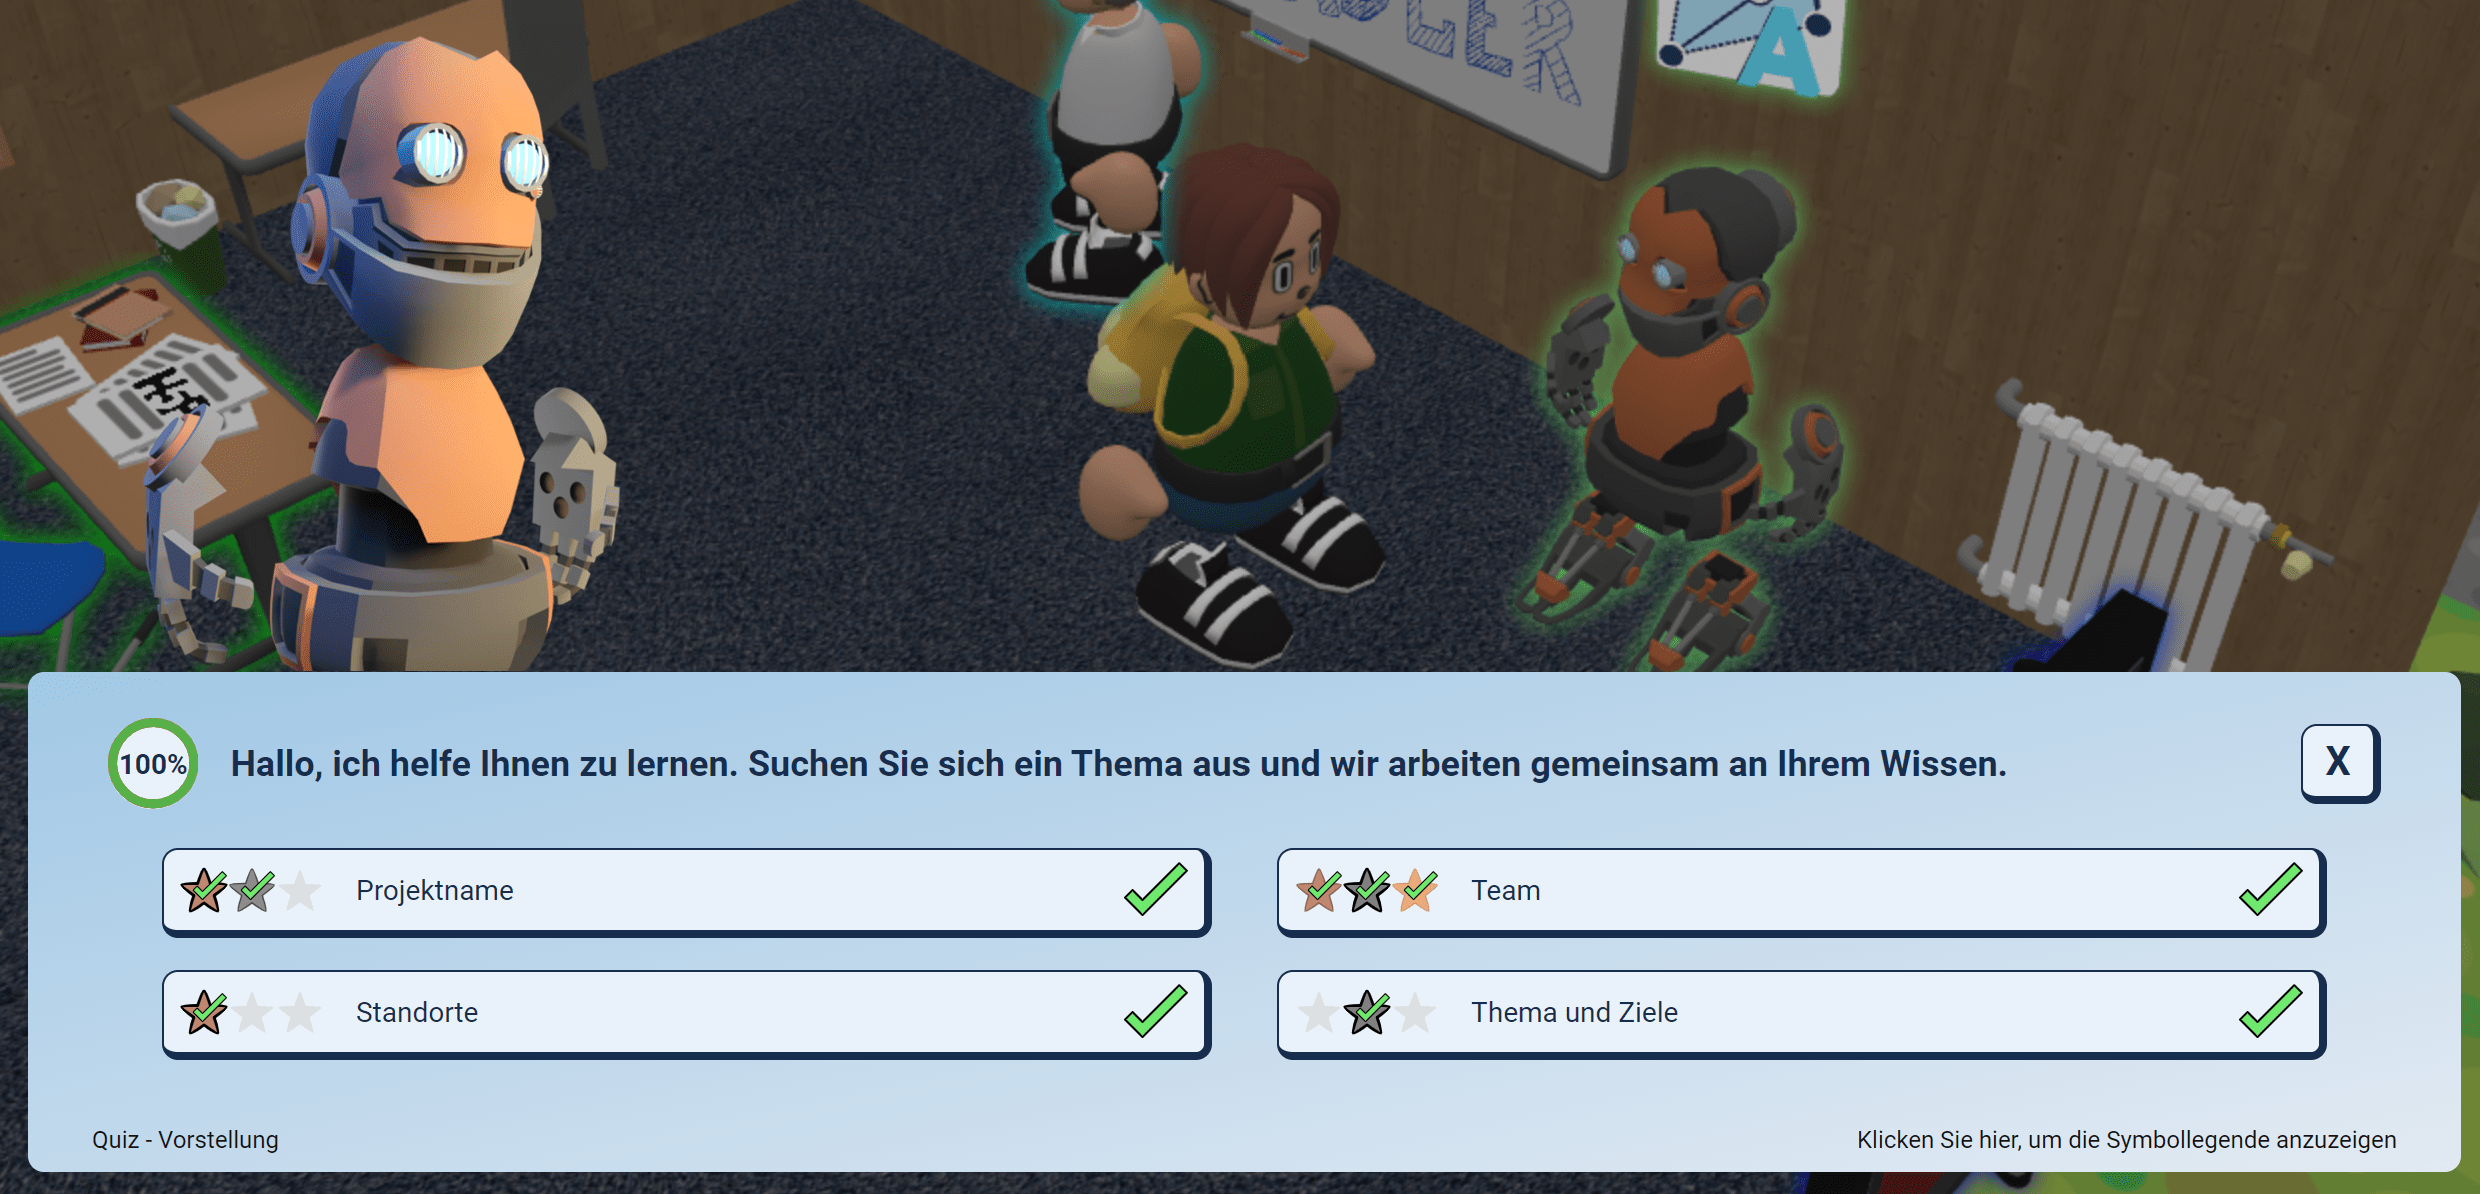 A
100%
Hallo, ich helfe Ihnen zu lernen. Suchen Sie sich ein Thema aus und wir arbeiten gemeinsam an Ihrem Wissen.
X
Projektname
Team
Standorte
Thema und Ziele
Quiz - Vorstellung
Klicken Sie hier, um die Symbollegende anzuzeigen